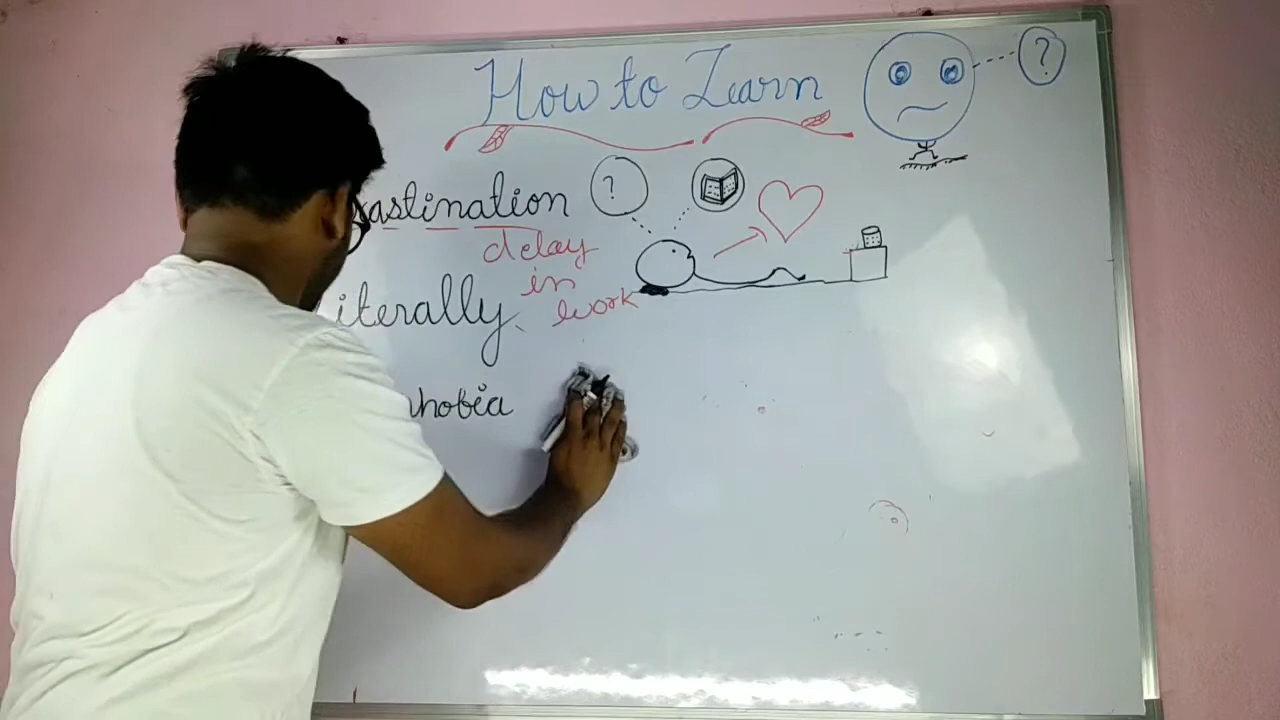 How to Learn
?
astination
?
delay
in
work
iterally
hobia